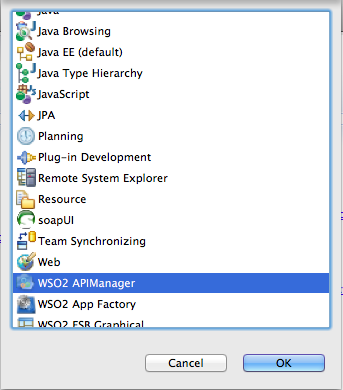 Java
Java Browsing
Java EE (default)
Java Type Hierarchy
JavaScript
JPA
Planning
Plug-in Development
Remote System Explorer
Resource
soapUI
Team Synchronizing
Web
WSO2 APIManager
WSO2 App Factory
WSO2 ESB Graphical
Cancel
OK